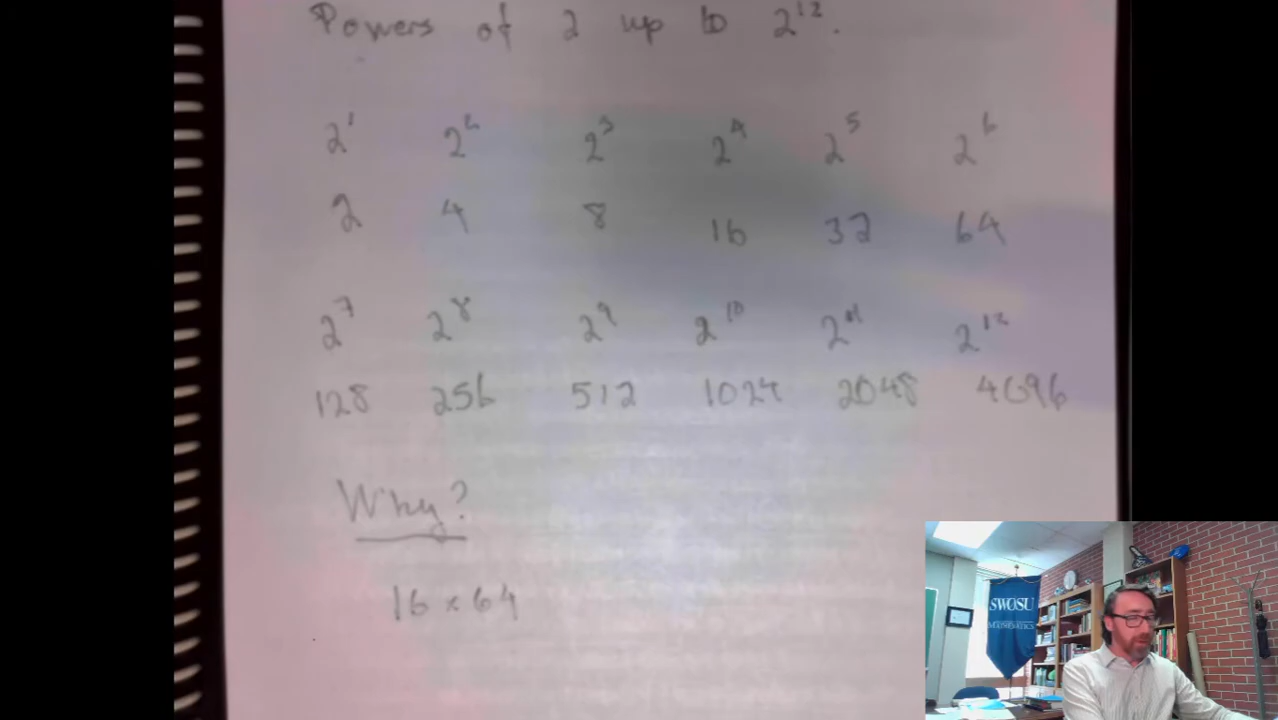 Powers of 2 up to 2¹².
2¹ 2² 2³ 2⁴ 2⁵ 2⁶
2 4 8 16 32 64
2⁷ 2⁸ 2⁹ 2¹⁰ 2¹¹ 2¹²
128 256 512 1024 2048 4096
Why?
16 × 64
SWOSU
MATHEMATICS